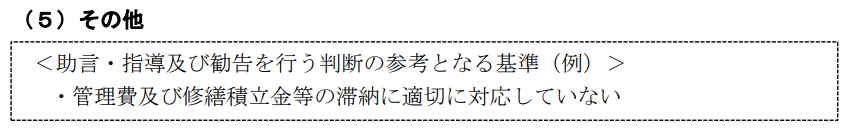 （５）その他
＜助言・指導及び勧告を行う判断の参考となる基準（例）＞
・管理費及び修繕積立金等の滞納に適切に対応していない